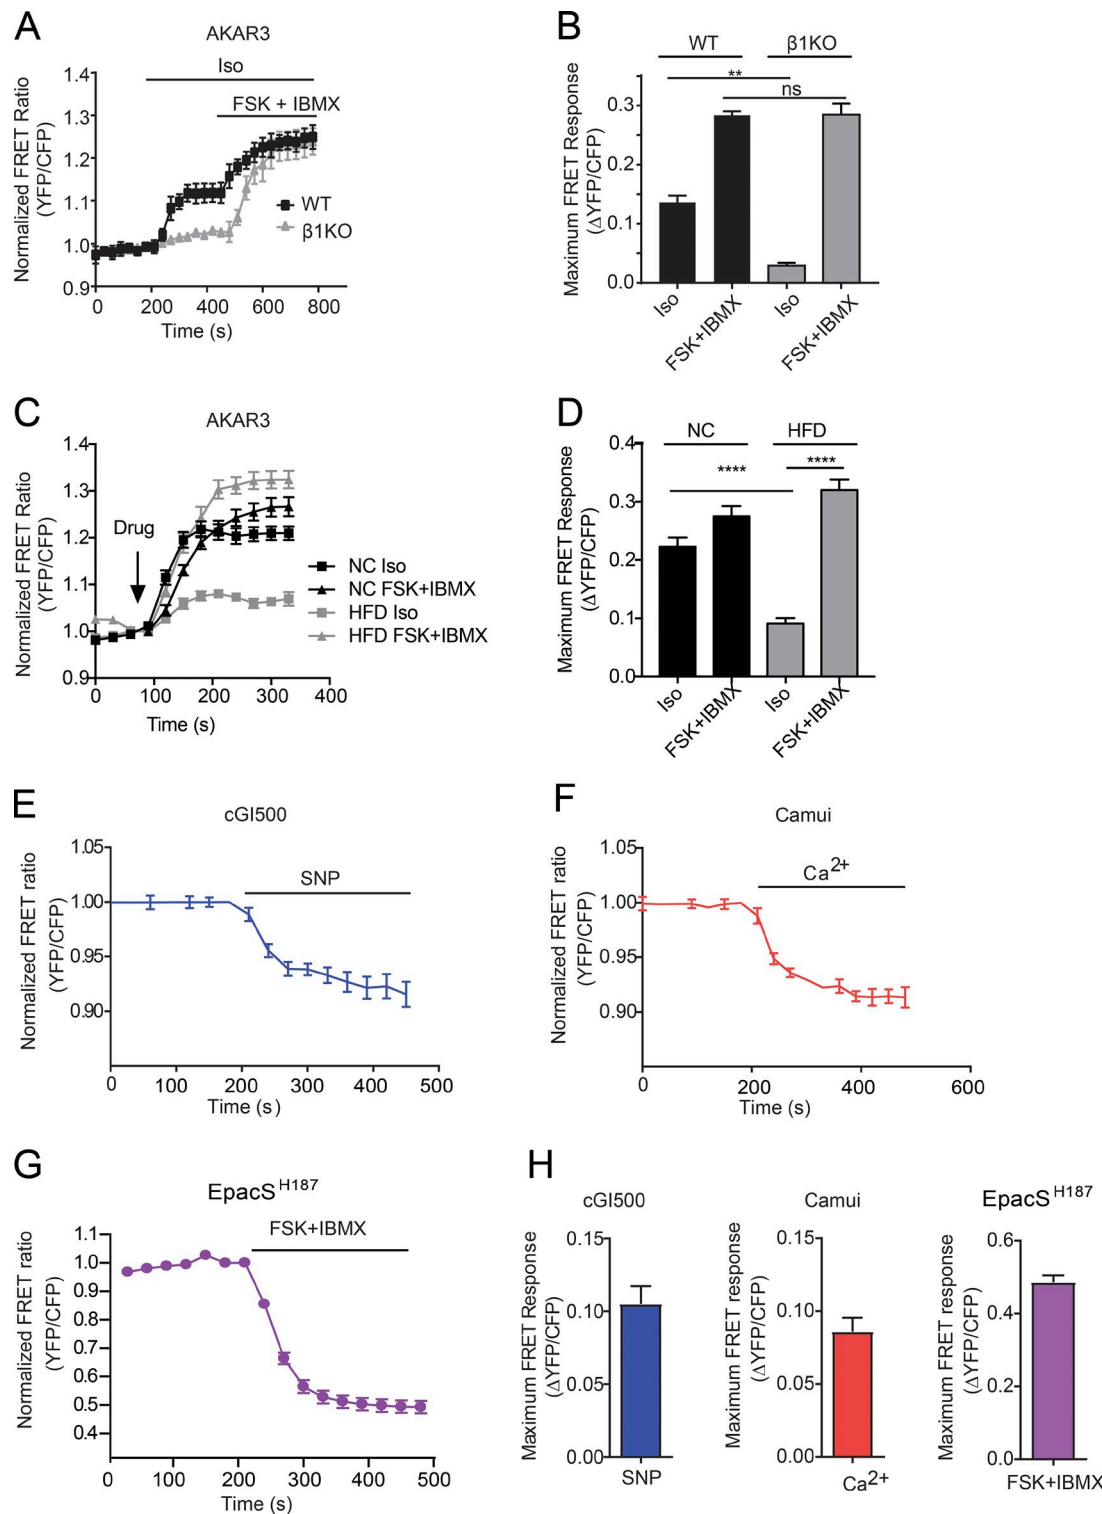 A
AKAR3
Iso
FSK + IBMX
Normalized FRET Ratio
(YFP/CFP)
1.4
1.3
1.2
1.1
1.0
0.9
WT
β1KO
0 200 400 600 800
Time (s)
B
WT β1KO
**
ns
Maximum FRET Response
(ΔYFP/CFP)
0.3
0.2
0.1
0.0
Iso
FSK+IBMX
Iso
FSK+IBMX
C
AKAR3
Normalized FRET Ratio
(YFP/CFP)
1.4
1.3
1.2
1.1
1.0
0.9
Drug
NC Iso
NC FSK+IBMX
HFD Iso
HFD FSK+IBMX
0 100 200 300 400
Time (s)
D
NC HFD
****
****
Maximum FRET Response
(ΔYFP/CFP)
0.4
0.3
0.2
0.1
0.0
Iso
FSK+IBMX
Iso
FSK+IBMX
E
cGI500
SNP
Normalized FRET ratio
(YFP/CFP)
1.05
1.00
0.95
0.90
0 100 200 300 400 500
Time (s)
F
Camui
Ca2+
Normalized FRET ratio
(YFP/CFP)
1.05
1.00
0.95
0.90
0 200 400 600
Time (s)
G
EpacS H187
FSK+IBMX
Normalized FRET ratio
(YFP/CFP)
1.1
1.0
0.9
0.8
0.7
0.6
0.5
0.4
0 100 200 300 400 500
Time (s)
H
cGI500
Maximum FRET Response
(ΔYFP/CFP)
0.15
0.10
0.05
0.00
SNP
Camui
Maximum FRET response
(ΔYFP/CFP)
0.15
0.10
0.05
0.00
Ca2+
EpacS H187
Maximum FRET response
(ΔYFP/CFP)
0.6
0.4
0.2
0.0
FSK+IBMX